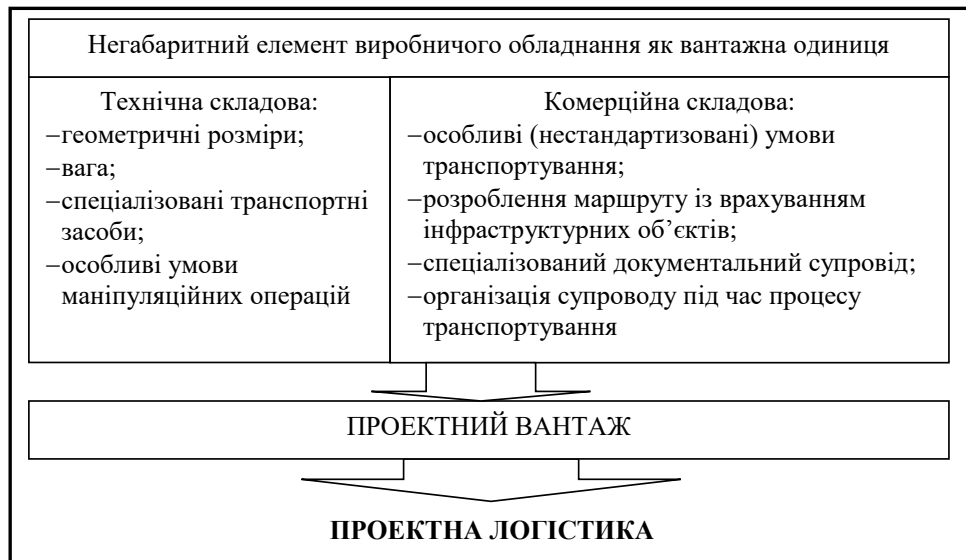 Негабаритний елемент виробничого обладнання як вантажна одиниця
Технічна складова:
–геометричні розміри;
–вага;
–спеціалізовані транспортні
засоби;
–особливі умови
маніпуляційних операцій
Комерційна складова:
–особливі (нестандартизовані) умови
транспортування;
–розроблення маршруту із врахуванням
інфраструктурних об’єктів;
–спеціалізований документальний супровід;
–організація супроводу під час процесу
транспортування
ПРОЕКТНИЙ ВАНТАЖ
ПРОЕКТНА ЛОГІСТИКА